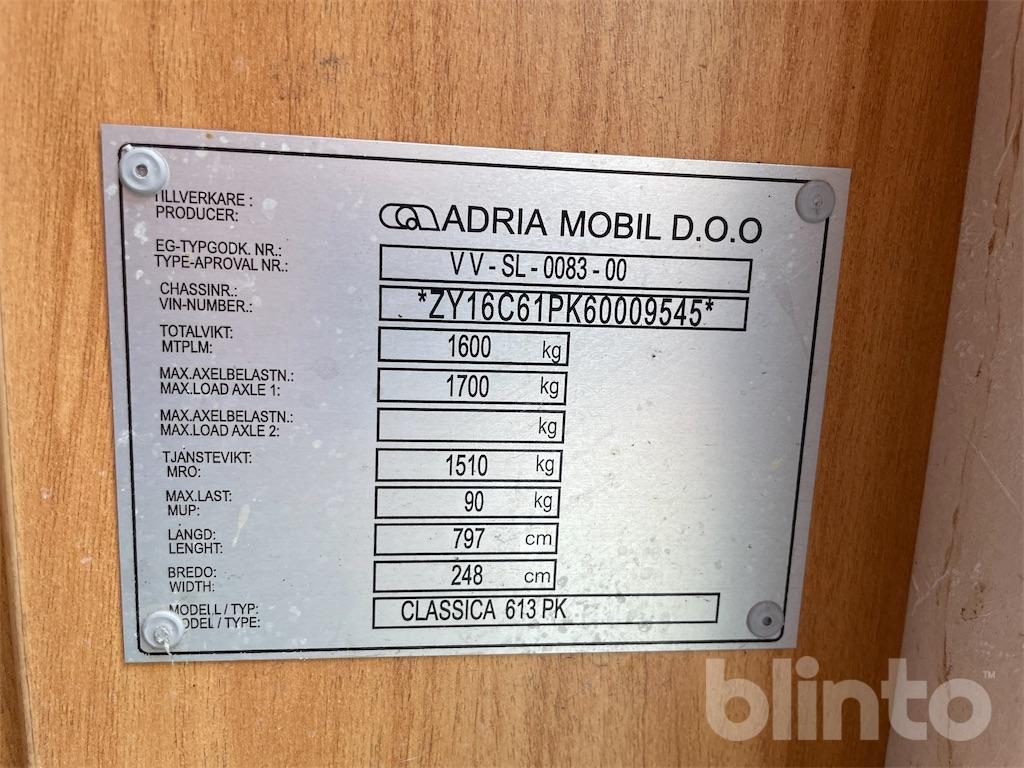 TILLVERKARE :
PRODUCER: ADRIA MOBIL D.O.O
EG-TYPGODK. NR.:
TYPE-APROVAL NR.: VV-SL-0083-00
CHASSINR.:
VIN-NUMBER.: *ZY16C61PK60009545*
TOTALVIKT:
MTPLM: 1600 kg
MAX.AXELBELASTN.:
MAX.LOAD AXLE 1: 1700 kg
MAX.AXELBELASTN.:
MAX.LOAD AXLE 2: kg
TJANSTEVIKT:
MRO: 1510 kg
MAX.LAST:
MUP: 90 kg
LANGD:
LENGHT: 797 cm
BREDO:
WIDTH: 248 cm
MODELL / TYP:
MODEL / TYPE: CLASSICA 613 PK
blinto™